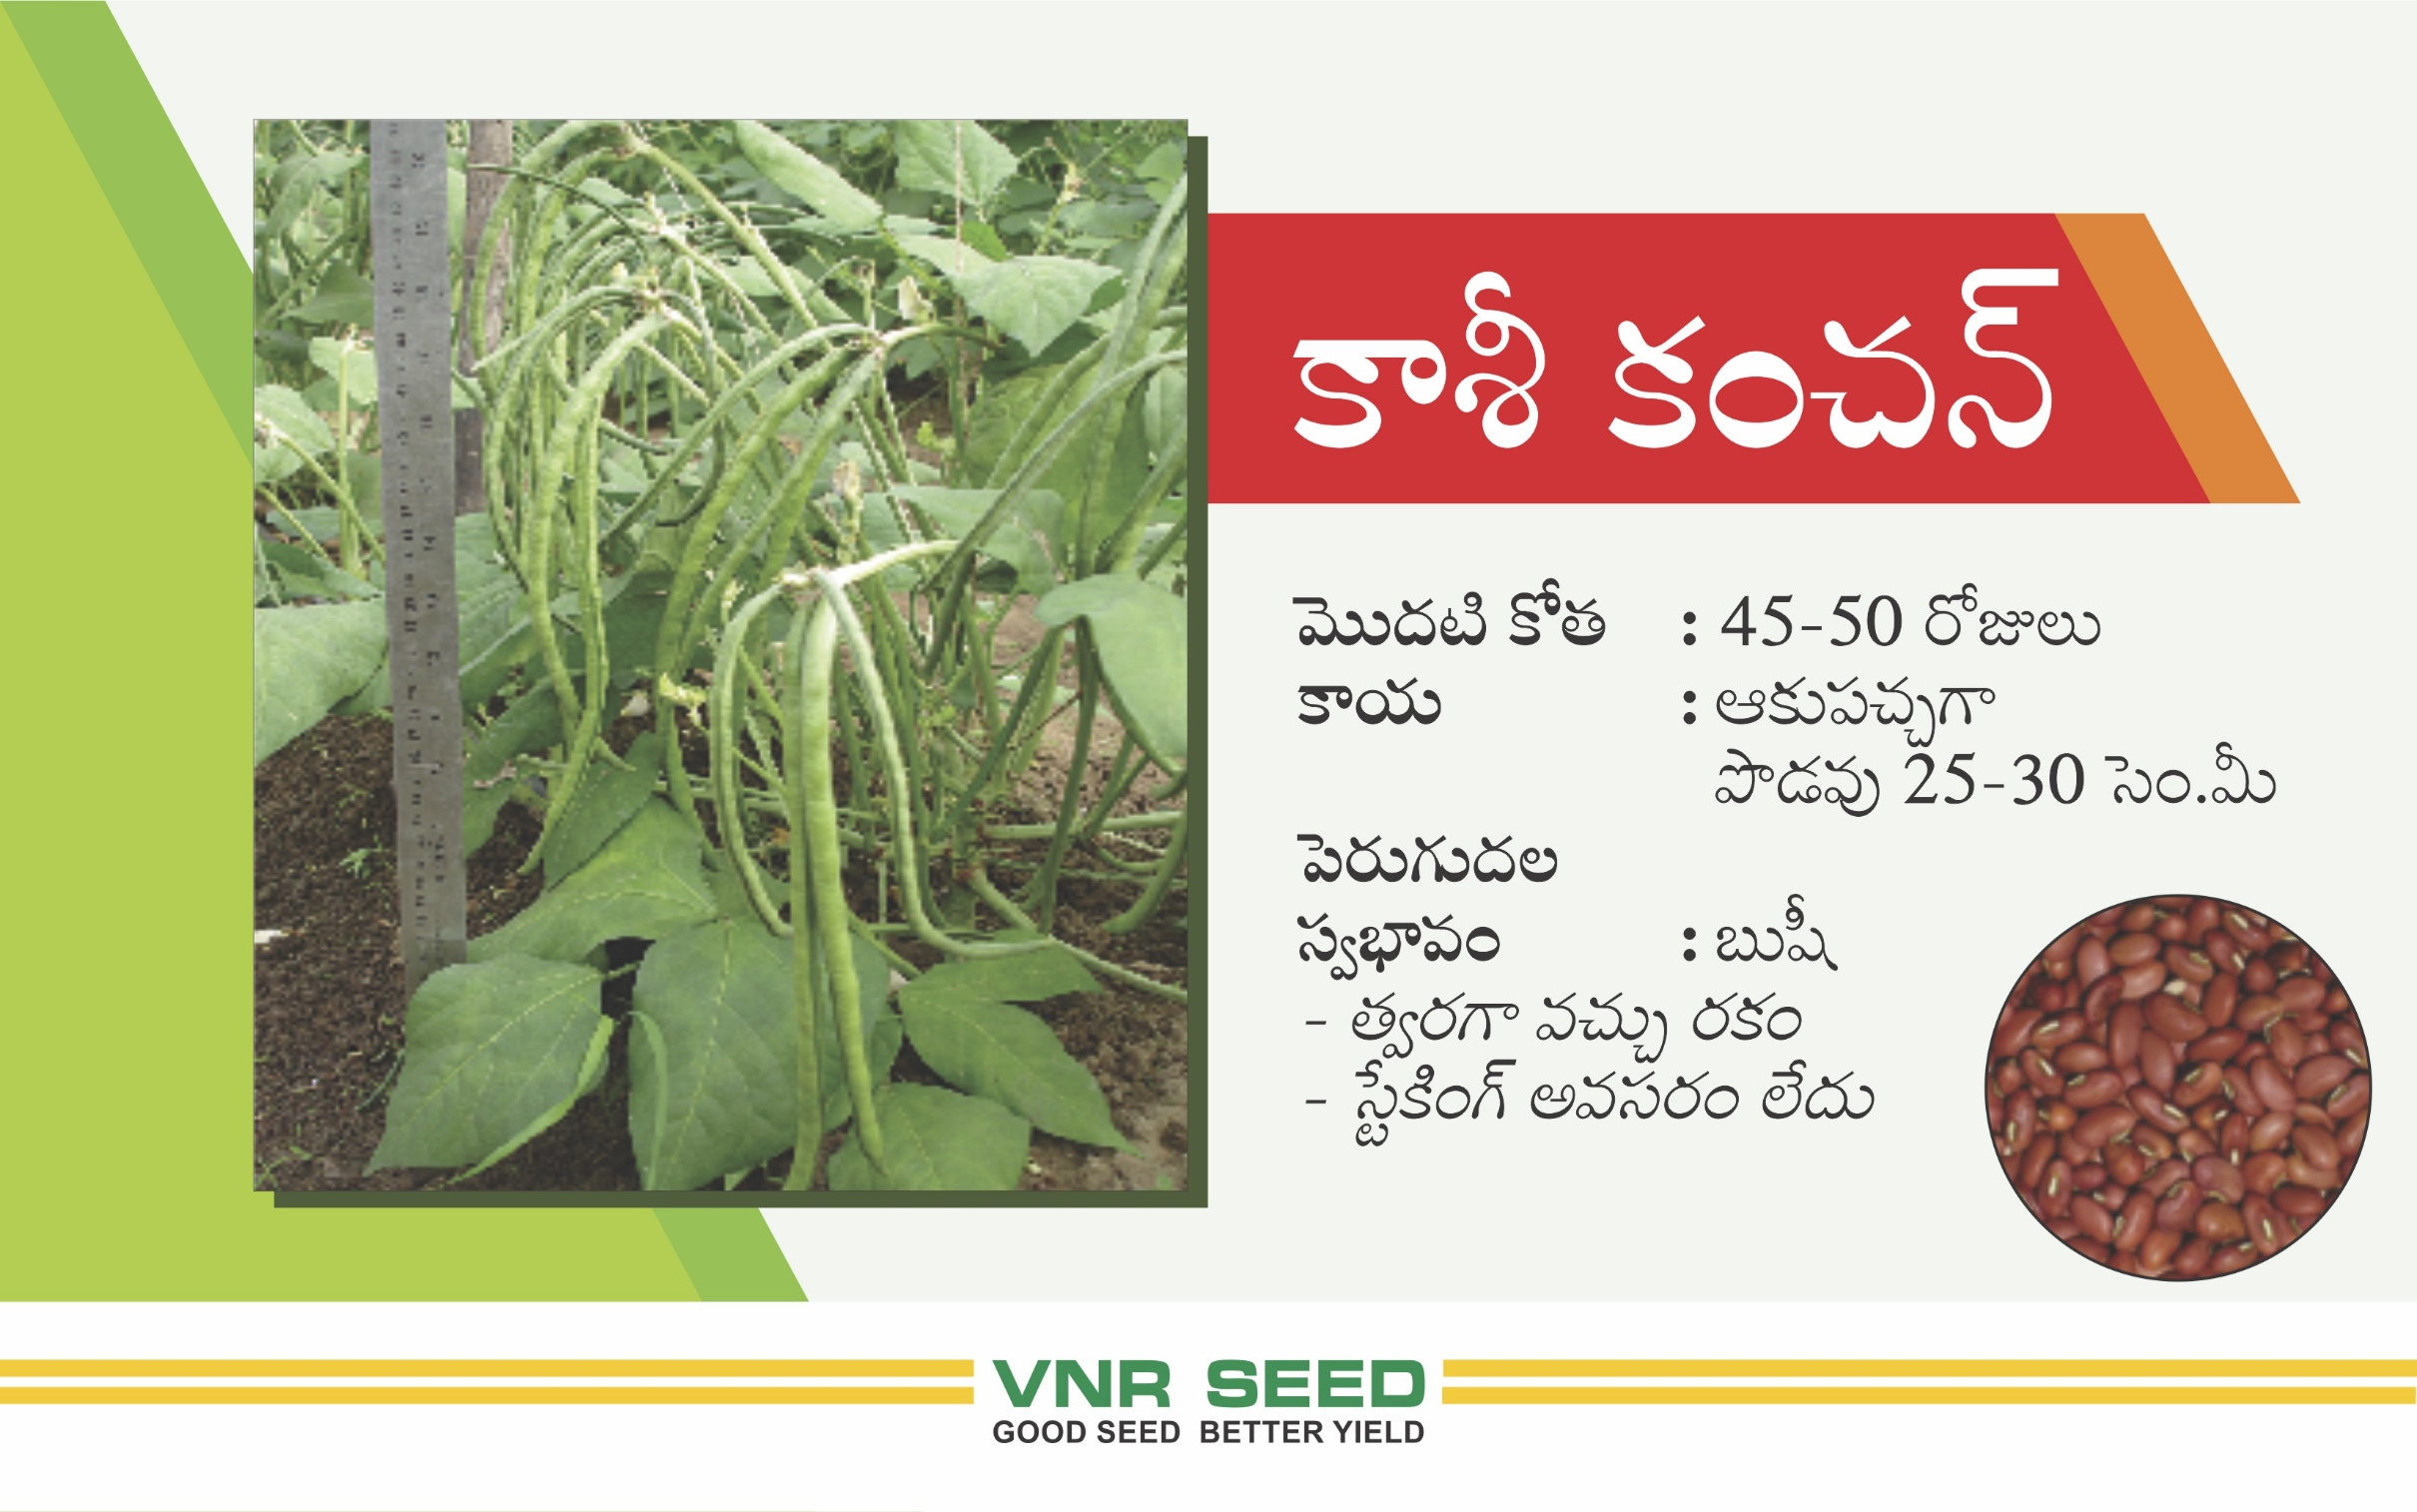 కాశీ కంచన్
మొదటి కోత : 45-50 రోజులు
కాయ : ఆకుపచ్చగా
పొడవు 25-30 సెం.మీ
పెరుగుదల
స్వభావం : బుషీ
- త్వరగా వచ్చు రకం
- స్టేకింగ్ అవసరం లేదు
VNR SEED
GOOD SEED BETTER YIELD